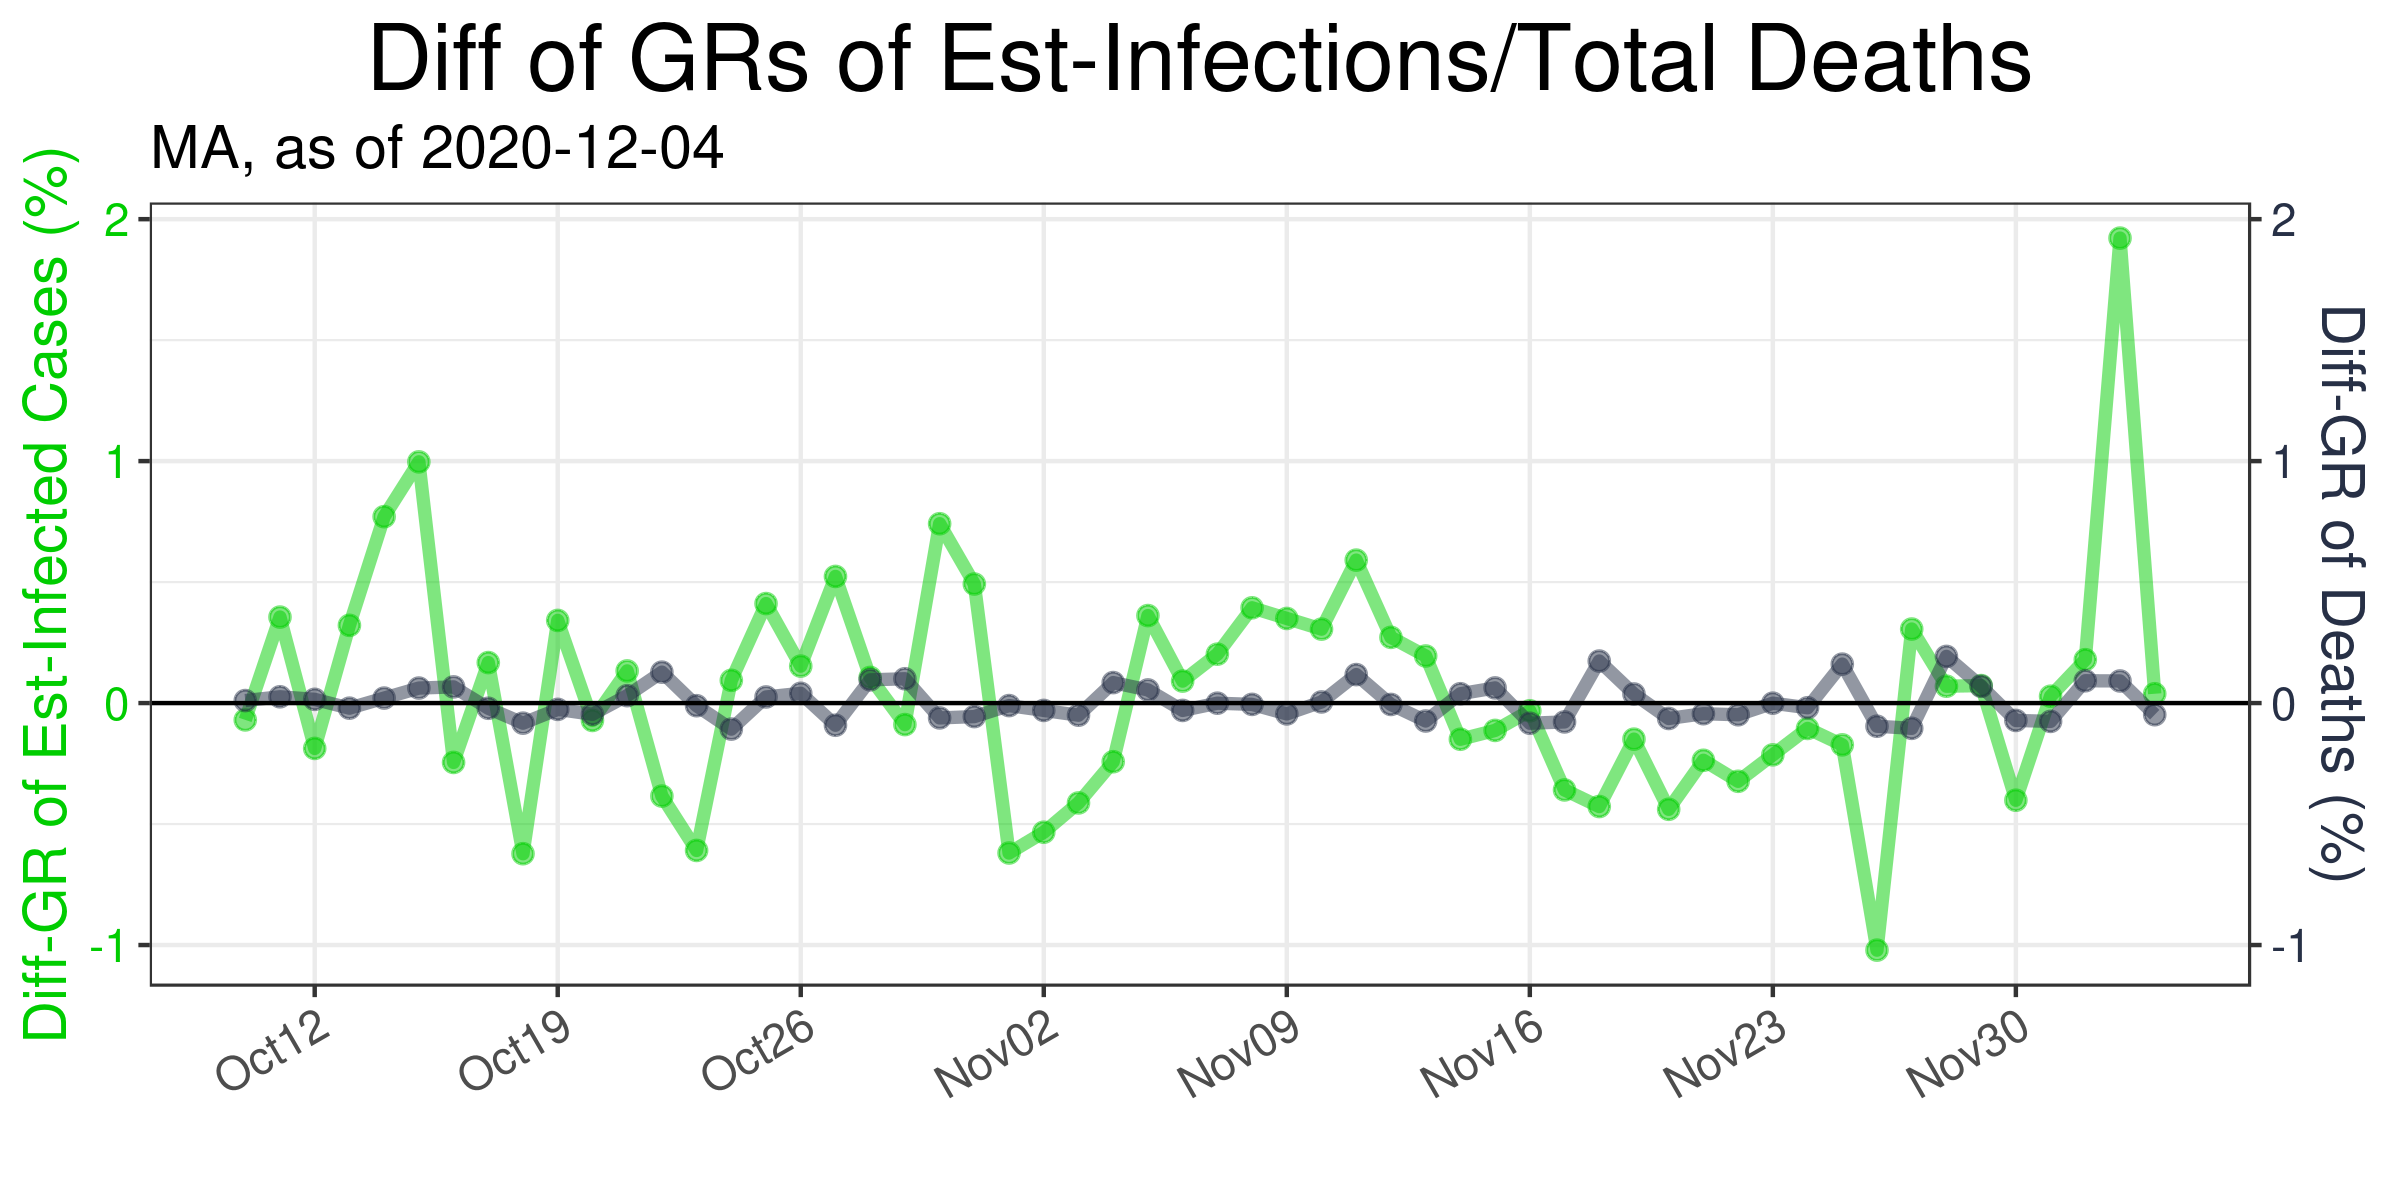 Diff of GRs of Est-Infections/Total Deaths
MA, as of 2020-12-04
Diff-GR of Est-Infected Cases (%)
2
1
0
-1
2
1
0
-1
Diff-GR of Deaths (%)
Oct12
Oct19
Oct26
Nov02
Nov09
Nov16
Nov23
Nov30